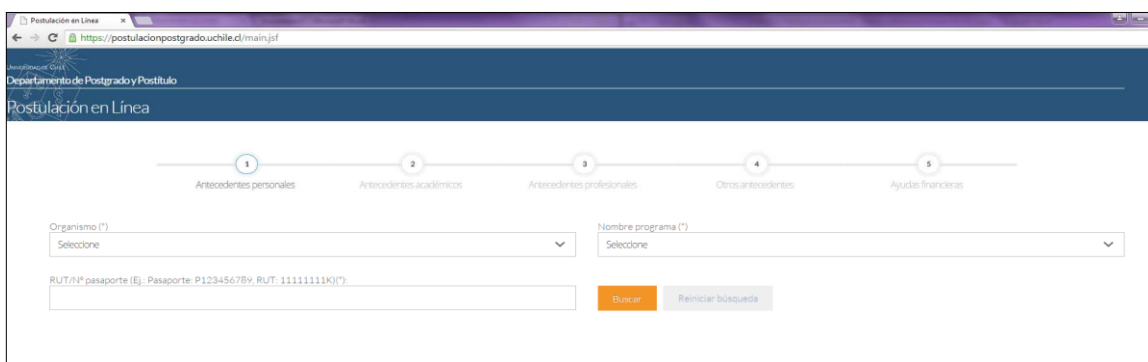 Postulación en Línea
https://postulacionpostgrado.uchile.cl/main.jsf
Departamento de Postgrado y Postítulo
Postulación en Línea
1 2 3 4 5
Antecedentes personales Antecedentes académicos Antecedentes profesionales Otros antecedentes Ayudas financieras
Organismo (*) Nombre programa (*)
Seleccione Seleccione
RUT/Nº pasaporte (Ej.: Pasaporte: P123456789, RUT: 11111111K)(*):
Buscar Reiniciar búsqueda